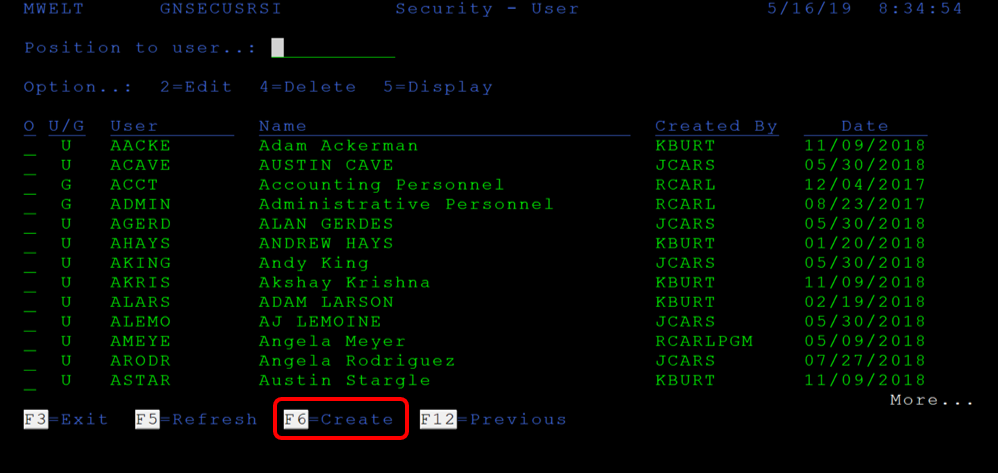 MWELT GNSECUSRSI Security - User 5/16/19 8:34:54
Position to user..:
Option..: 2=Edit 4=Delete 5=Display
O U/G User Name Created By Date
_ U AACKE Adam Ackerman KBURT 11/09/2018
_ U ACAVE AUSTIN CAVE JCARS 05/30/2018
_ G ACCT Accounting Personnel RCARL 12/04/2017
_ G ADMIN Administrative Personnel RCARL 08/23/2017
_ U AGERD ALAN GERDES JCARS 05/30/2018
_ U AHAYS ANDREW HAYS KBURT 01/20/2018
_ U AKING Andy King JCARS 05/30/2018
_ U AKRIS Akshay Krishna KBURT 11/09/2018
_ U ALARS ADAM LARSON KBURT 02/19/2018
_ U ALEMO AJ LEMOINE JCARS 05/30/2018
_ U AMEYE Angela Meyer RCARLPGM 05/09/2018
_ U ARODR Angela Rodriguez JCARS 07/27/2018
_ U ASTAR Austin Stargle KBURT 11/09/2018
More...
F3=Exit F5=Refresh F6=Create F12=Previous